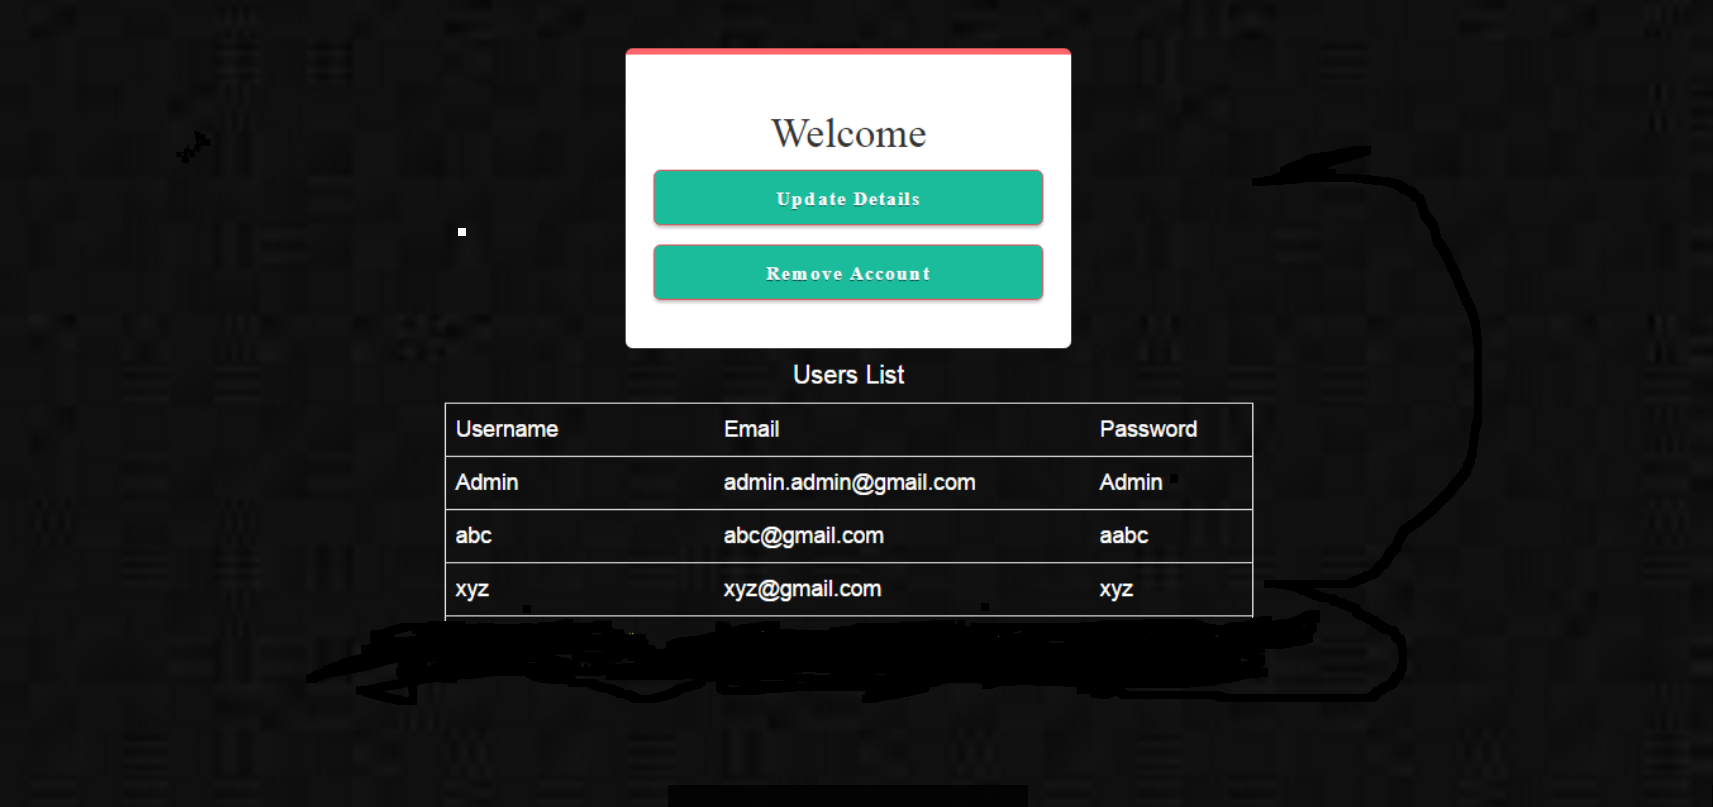 Welcome
Update Details
Remove Account
Users List
Username Email Password
Admin admin.admin@gmail.com Admin
abc abc@gmail.com aabc
xyz xyz@gmail.com xyz